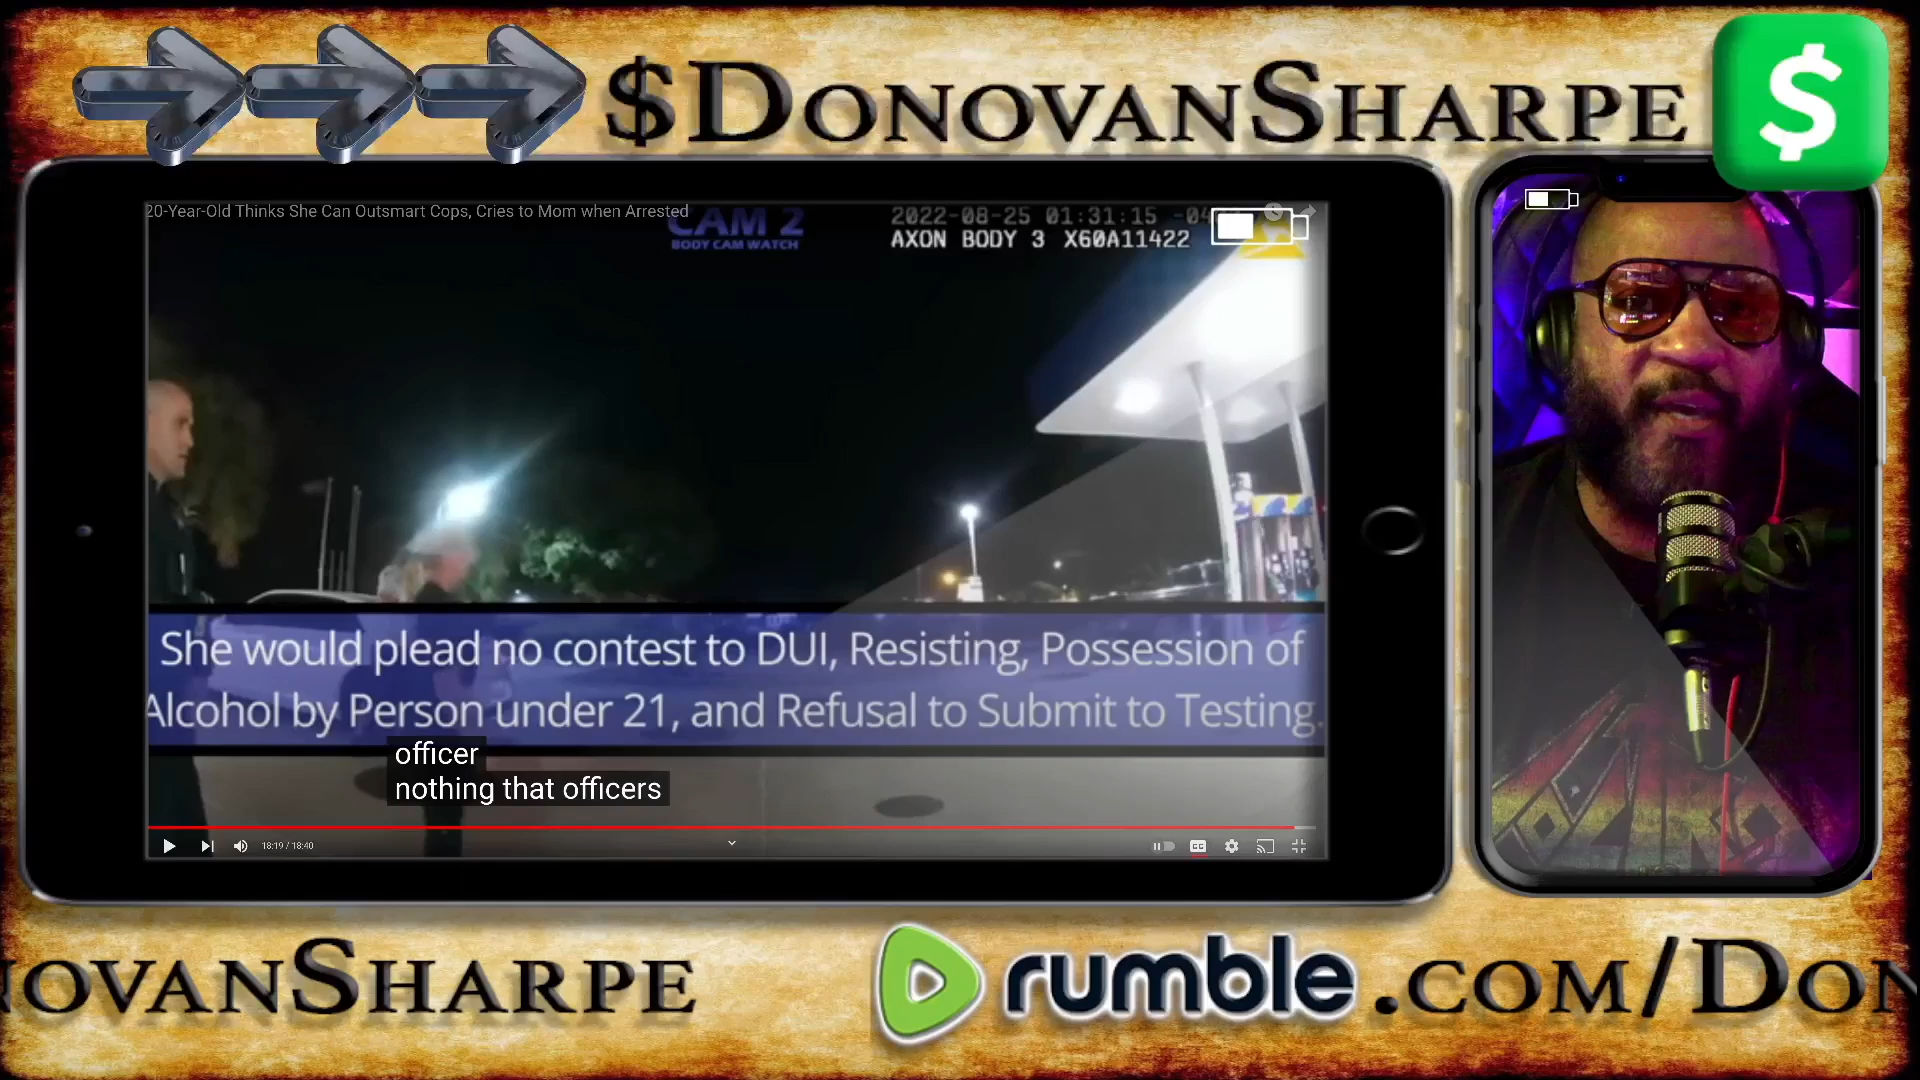 $DonovanSharpe
$
20-Year-Old Thinks She Can Outsmart Cops, Cries to Mom when Arrested
CAM 2
BODY CAM WATCH
2022-08-25 01:31:15
AXON BODY 3 X60A11422
She would plead no contest to DUI, Resisting, Possession of
Alcohol by Person under 21, and Refusal to Submit to Testing.
officer
nothing that officers
18:19 / 18:40
CC
novanSharpe rumble.com/Don